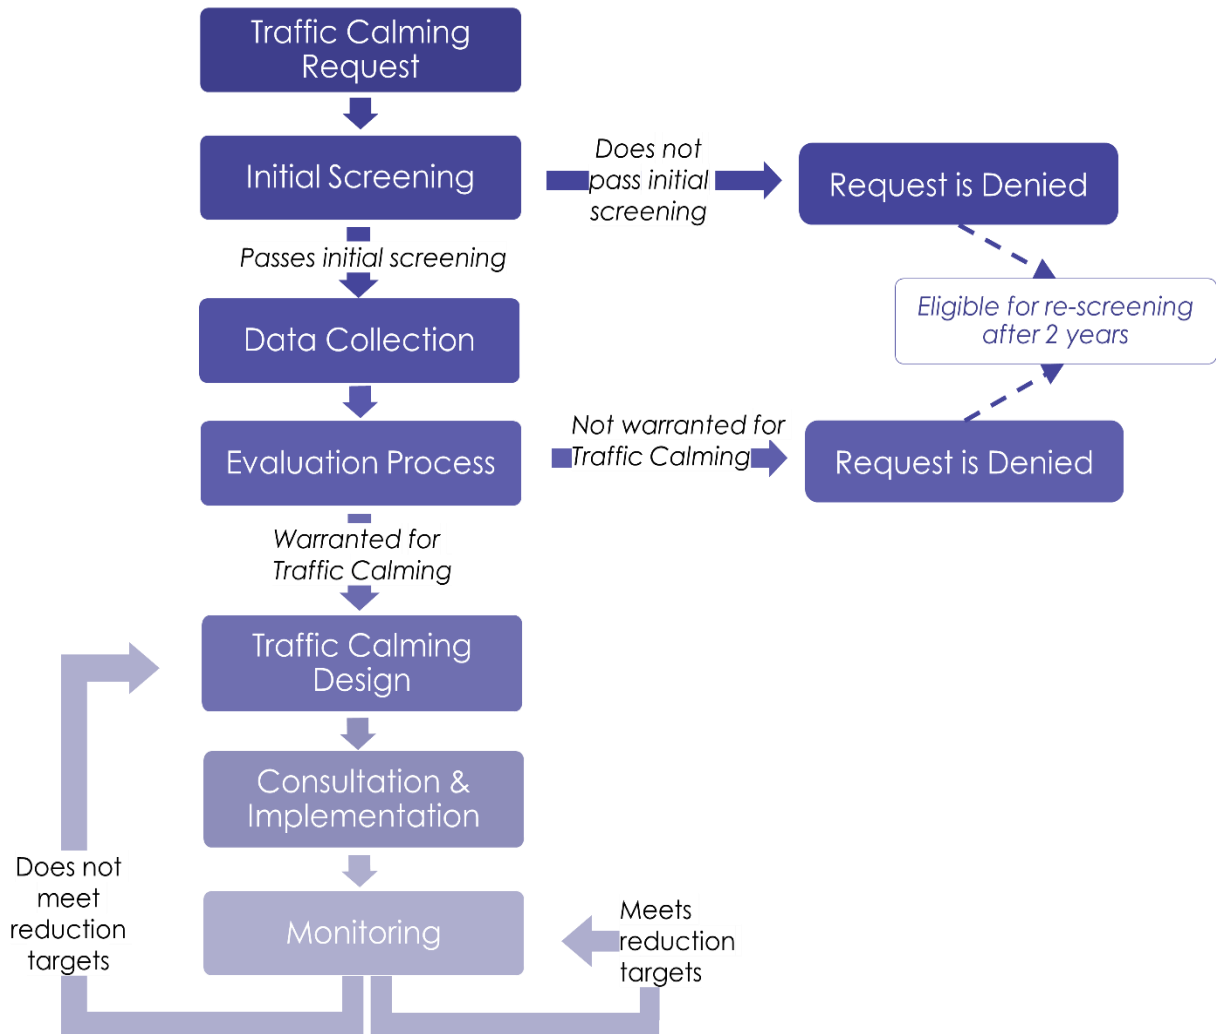 Traffic Calming
Request
Initial Screening
Does not
pass initial
screening
Request is Denied
Passes initial screening
Eligible for re-screening
after 2 years
Data Collection
Evaluation Process
Not warranted for
Traffic Calming
Request is Denied
Warranted for
Traffic Calming
Traffic Calming
Design
Consultation &
Implementation
Does not
meet
reduction
targets
Monitoring
Meets
reduction
targets